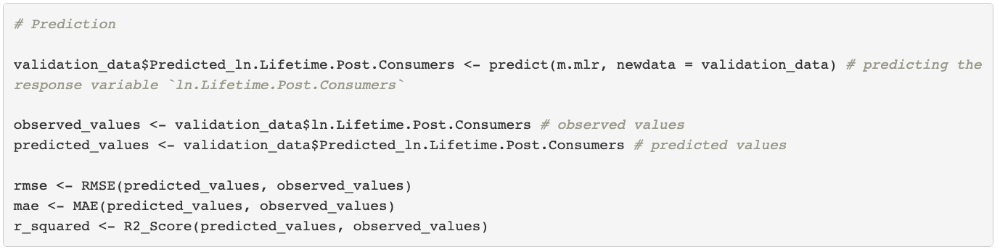 # Prediction
validation_data$Predicted_ln.Lifetime.Post.Consumers <- predict(m.mlr, newdata = validation_data) # predicting the
response variable `ln.Lifetime.Post.Consumers`
observed_values <- validation_data$ln.Lifetime.Post.Consumers # observed values
predicted_values <- validation_data$Predicted_ln.Lifetime.Post.Consumers # predicted values
rmse <- RMSE(predicted_values, observed_values)
mae <- MAE(predicted_values, observed_values)
r_squared <- R2_Score(predicted_values, observed_values)